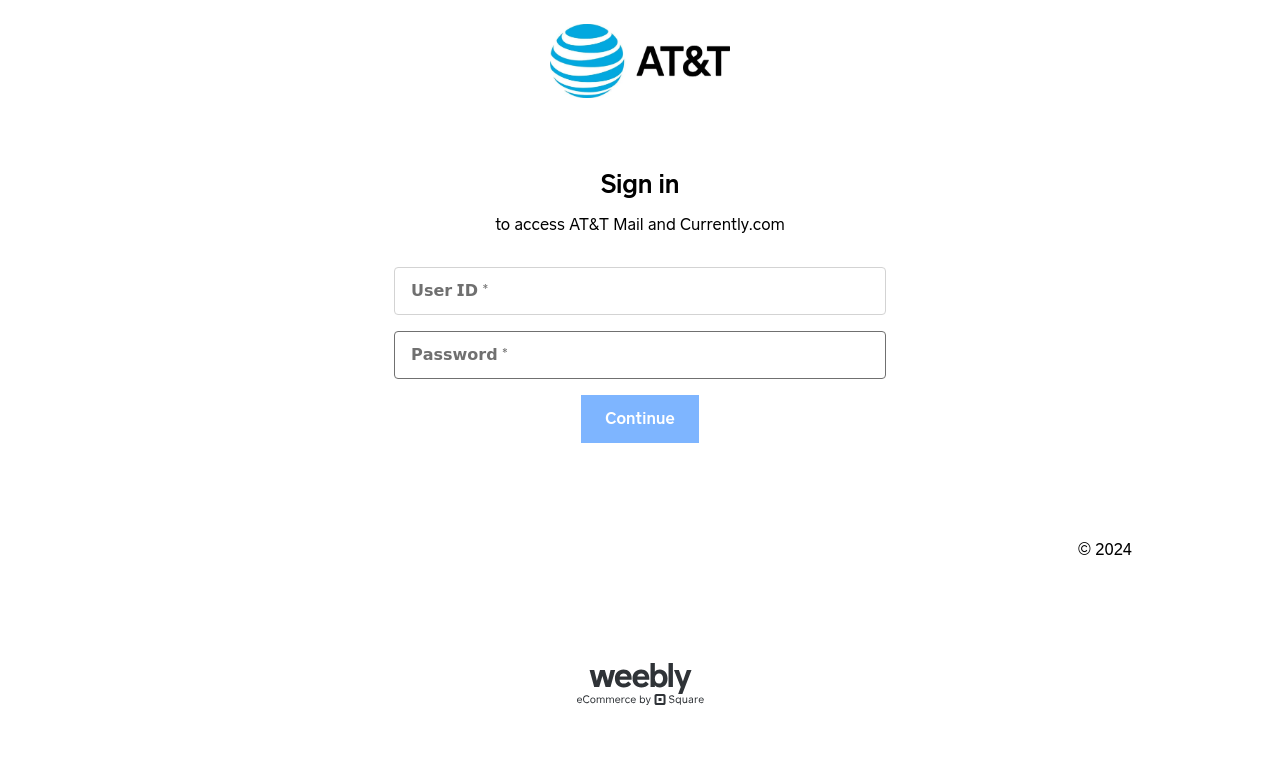 AT&T
Sign in
to access AT&T Mail and Currently.com
User ID *
Password *
Continue
© 2024
weebly
eCommerce by Square